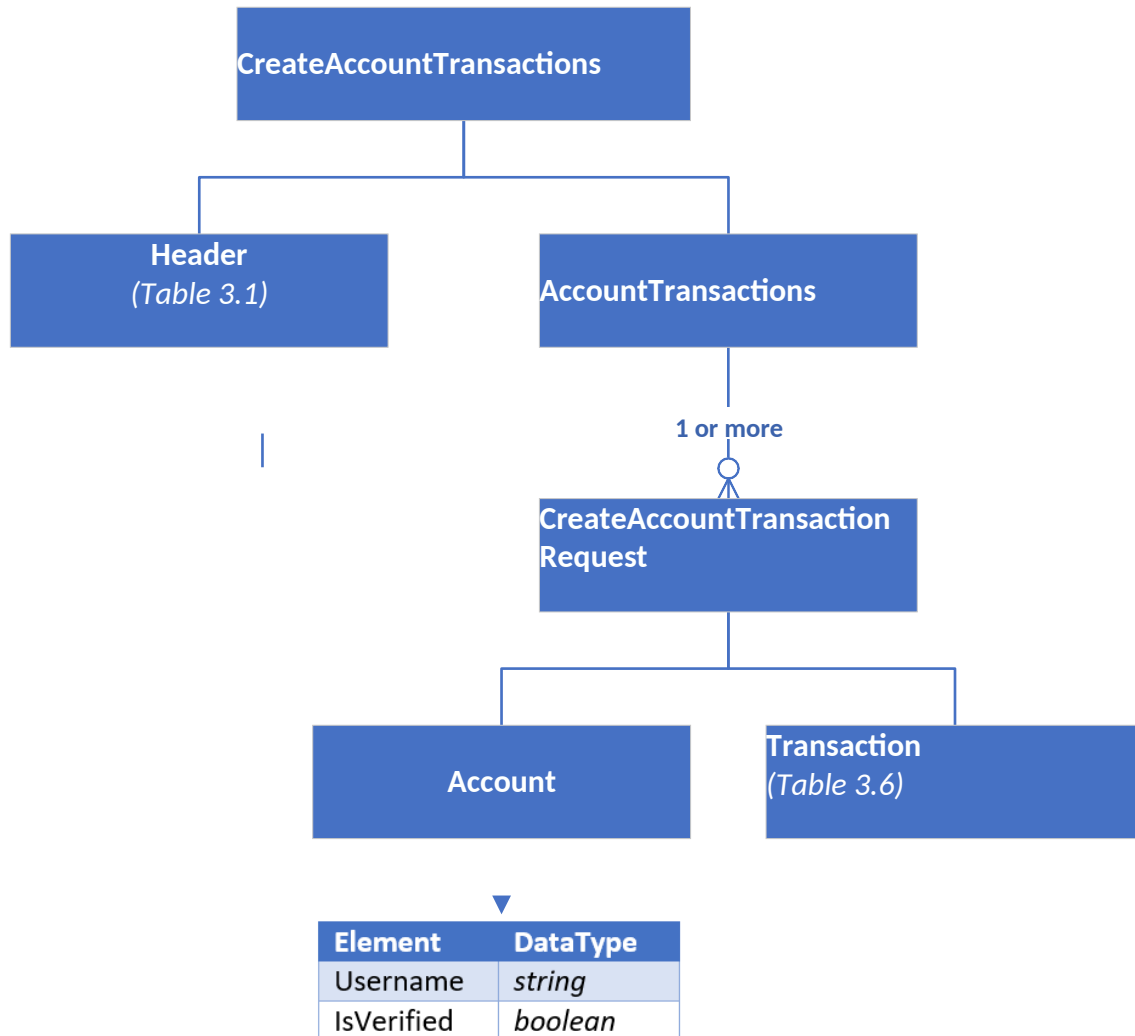 CreateAccountTransactions
Header
(Table 3.1)
AccountTransactions
1 or more
CreateAccountTransaction
Request
Account
Transaction
(Table 3.6)
Element DataType
Username string
IsVerified boolean